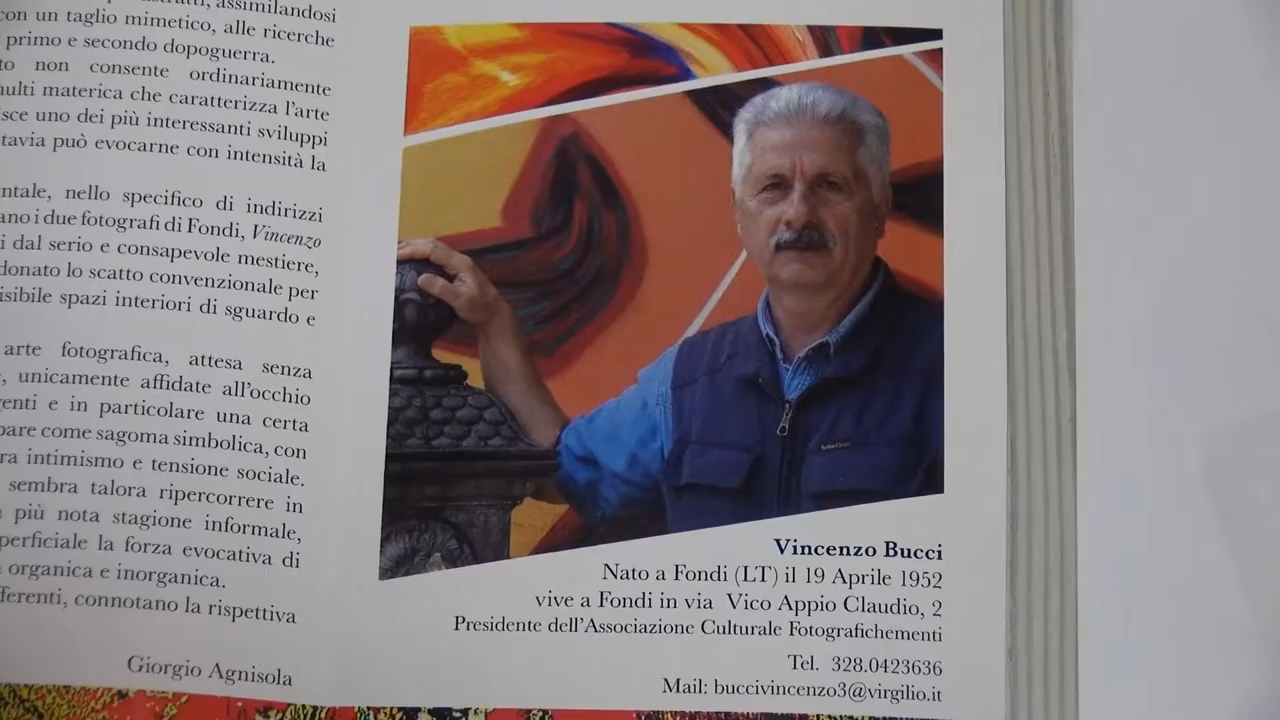 assimilandosi
con un taglio mimetico, alle ricerche
primo e secondo dopoguerra.
to non consente ordinariamente
multi materica che caratterizza l'arte
sce uno dei più interessanti sviluppi
tavia può evocarne con intensità la
ntale, nello specifico di indirizzi
ano i due fotografi di Fondi, Vincenzo
i dal serio e consapevole mestiere,
donato lo scatto convenzionale per
isibile spazi interiori di sguardo e
arte fotografica, attesa senza
, unicamente affidate all'occhio
enti e in particolare una certa
pare come sagoma simbolica, con
ra intimismo e tensione sociale.
sembra talora ripercorrere in
più nota stagione informale,
perficiale la forza evocativa di
organica e inorganica.
fferenti, connotano la rispettiva
Giorgio Agnisola
Vincenzo Bucci
Nato a Fondi (LT) il 19 Aprile 1952
vive a Fondi in via Vico Appio Claudio, 2
Presidente dell'Associazione Culturale Fotografichementi
Tel. 328.0423636
Mail: buccivincenzo3@virgilio.it